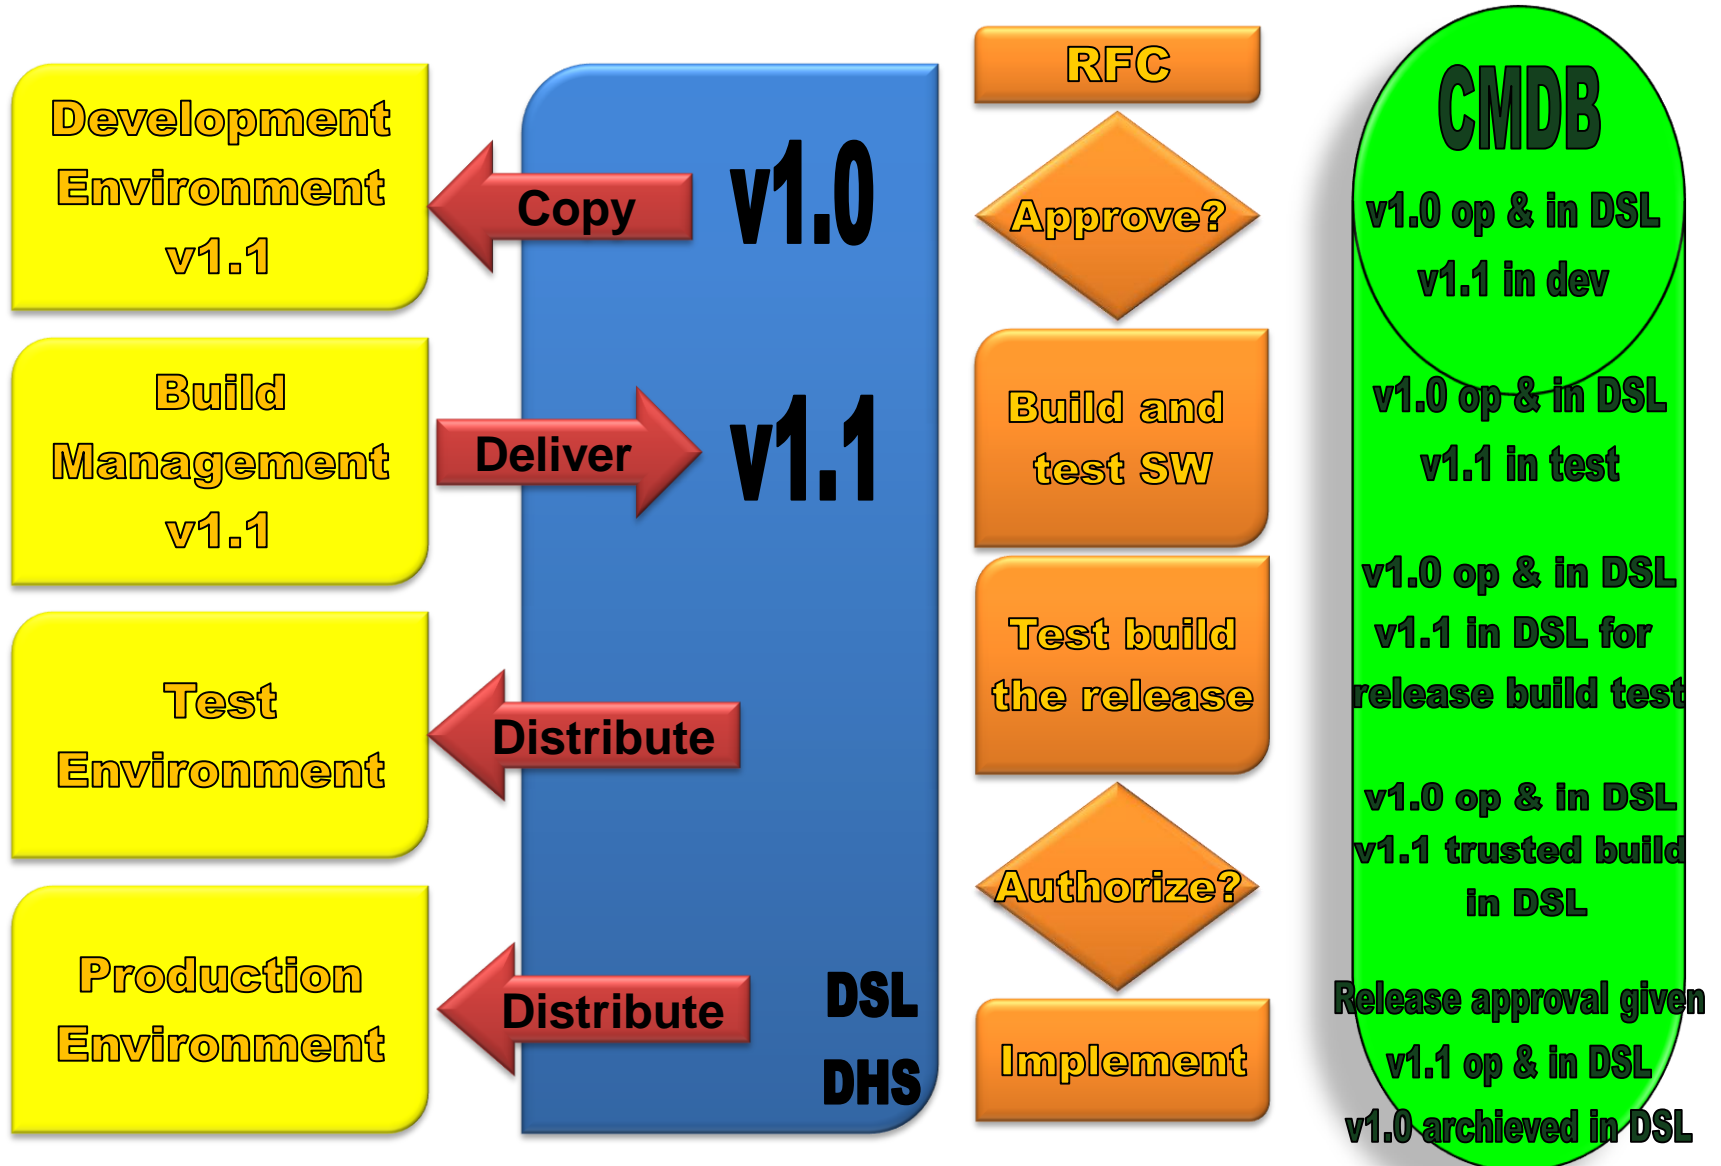 Development
Environment
v1.1
Build
Management
v1.1
Test
Environment
Production
Environment
Copy
v1.0
Deliver
v1.1
Distribute
Distribute
DSL
DHS
RFC
Approve?
Build and
test SW
Test build
the release
Authorize?
Implement
CMDB
v1.0 op & in DSL
v1.1 in dev
v1.0 op & in DSL
v1.1 in test
v1.0 op & in DSL
v1.1 in DSL for
release build test
v1.0 op & in DSL
v1.1 trusted build
in DSL
Release approval given
v1.1 op & in DSL
v1.0 archieved in DSL